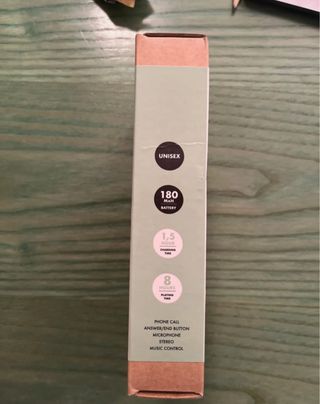 UNISEX
180
MAH
BATTERY
1,5
HOUR
CHARGING
TIME
8
HOURS
PLAYING
TIME
PHONE CALL
ANSWER/END BUTTON
MICROPHONE
STEREO
MUSIC CONTROL